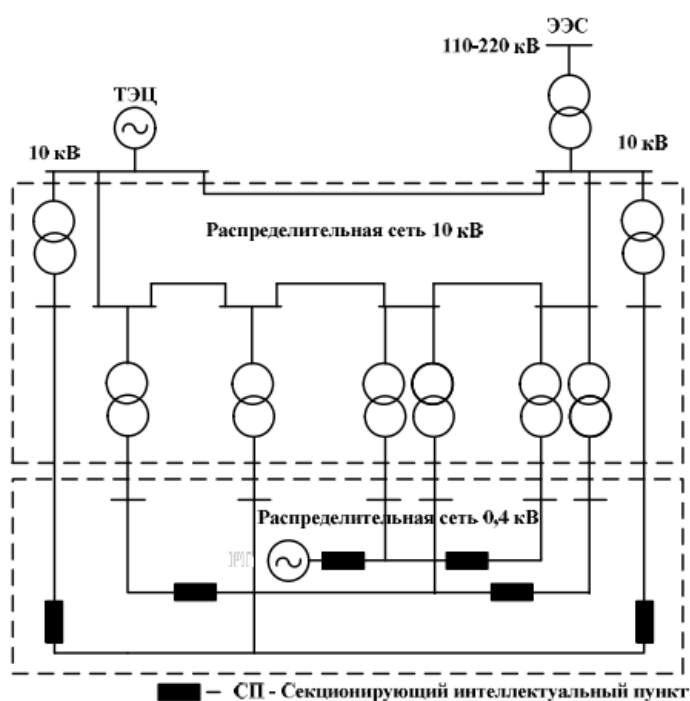 ЭЭС
110-220 кВ
ТЭЦ
10 кВ
10 кВ
Распределительная сеть 10 кВ
Распределительная сеть 0,4 кВ
– СП - Секционирующий интеллектуальный пункт